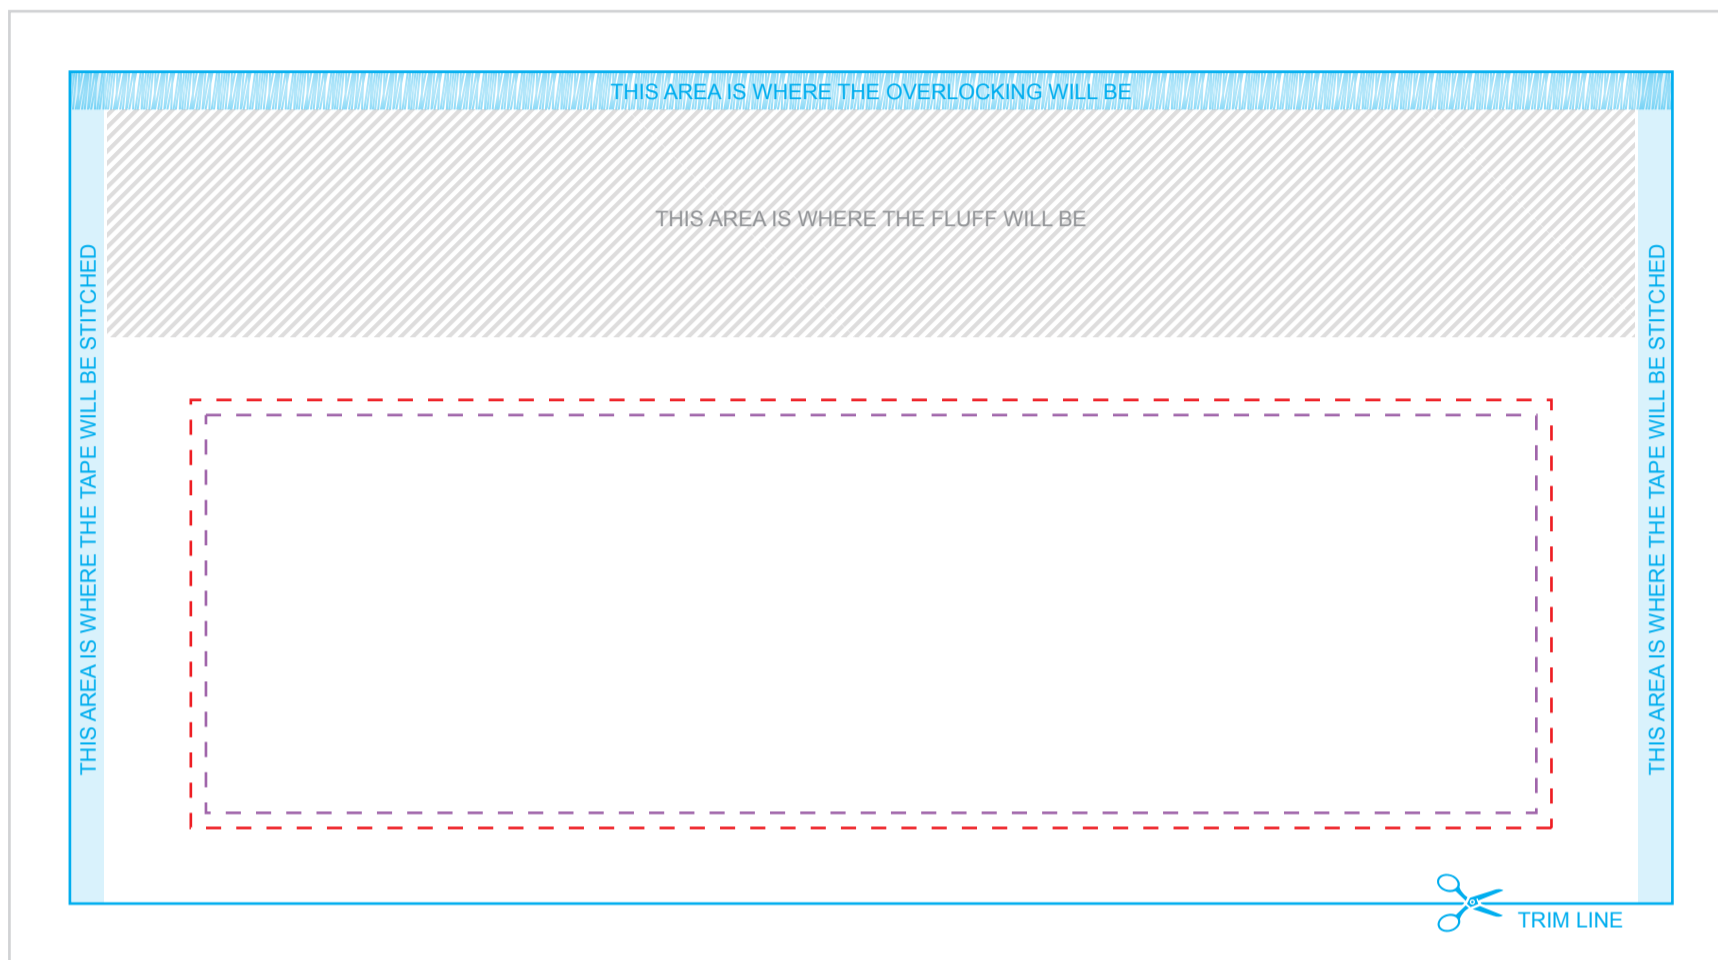 THIS AREA IS WHERE THE OVERLOCKING WILL BE
THIS AREA IS WHERE THE FLUFF WILL BE
THIS AREA IS WHERE THE TAPE WILL BE STITCHED
THIS AREA IS WHERE THE TAPE WILL BE STITCHED
TRIM LINE